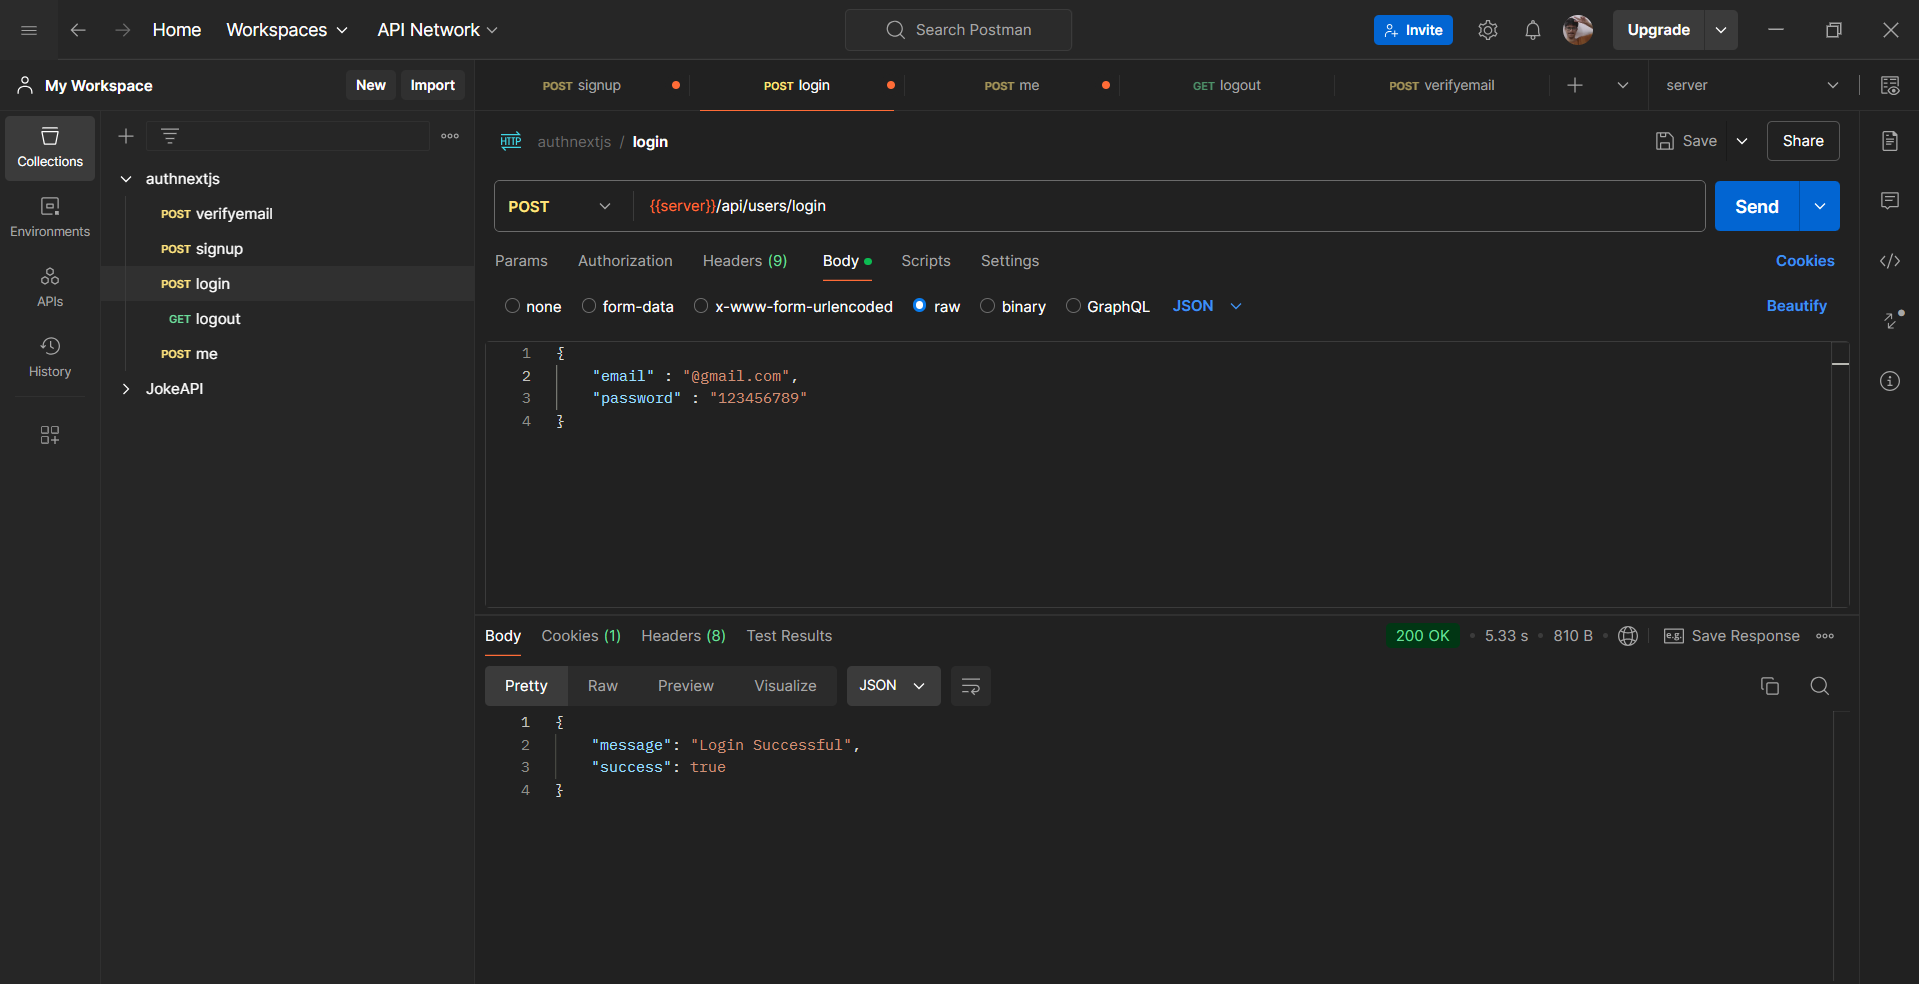 Home Workspaces API Network Search Postman Invite Upgrade
My Workspace New Import
POST signup POST login POST me GET logout POST verifyemail server
Collections
Environments
APIs
History
authnextjs
POST verifyemail
POST signup
POST login
GET logout
POST me
JokeAPI
HTTP authnextjs / login Save Share
POST {{server}}/api/users/login Send
Params Authorization Headers (9) Body Scripts Settings Cookies
none form-data x-www-form-urlencoded raw binary GraphQL JSON Beautify
1 {
2 "email" : "@gmail.com",
3 "password" : "123456789"
4 }
Body Cookies (1) Headers (8) Test Results 200 OK 5.33 s 810 B e.g. Save Response
Pretty Raw Preview Visualize JSON
1 {
2 "message": "Login Successful",
3 "success": true
4 }